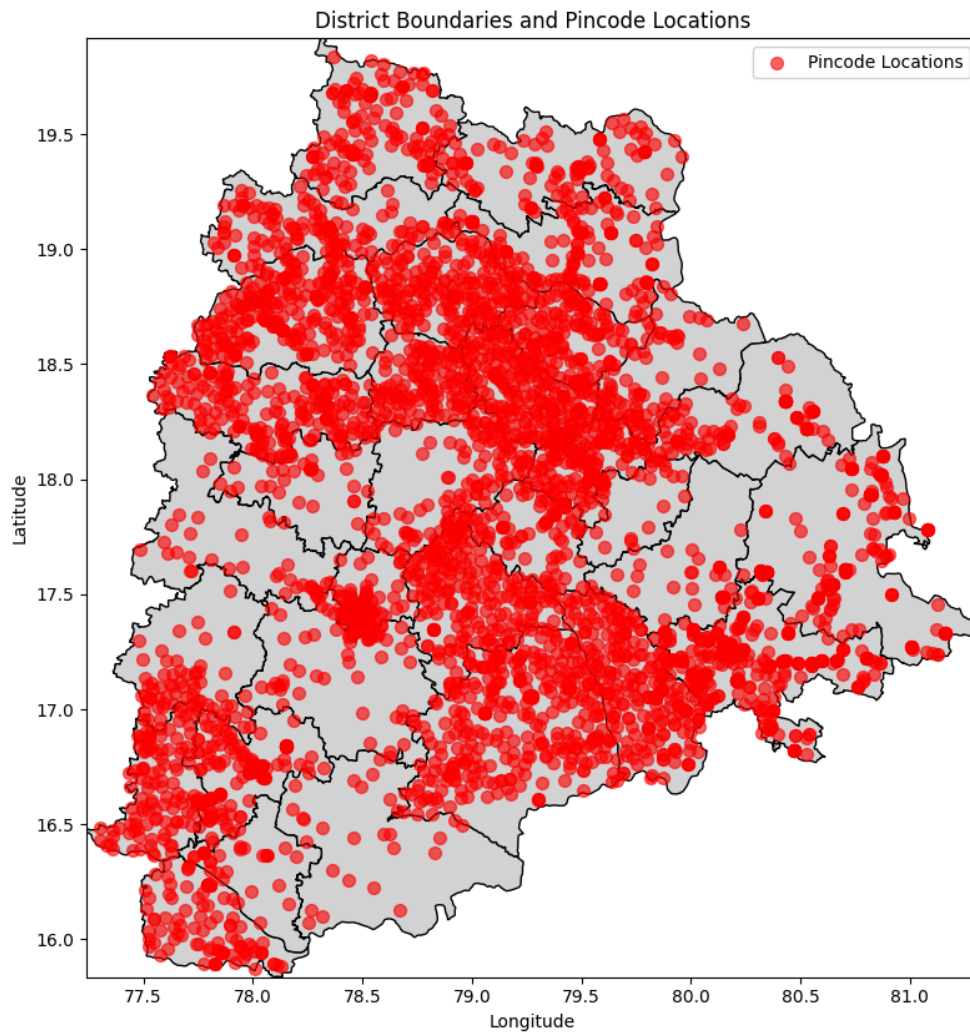 District Boundaries and Pincode Locations
Pincode Locations
19.5
19.0
18.5
18.0
17.5
17.0
16.5
16.0
Latitude
77.5 78.0 78.5 79.0 79.5 80.0 80.5 81.0
Longitude